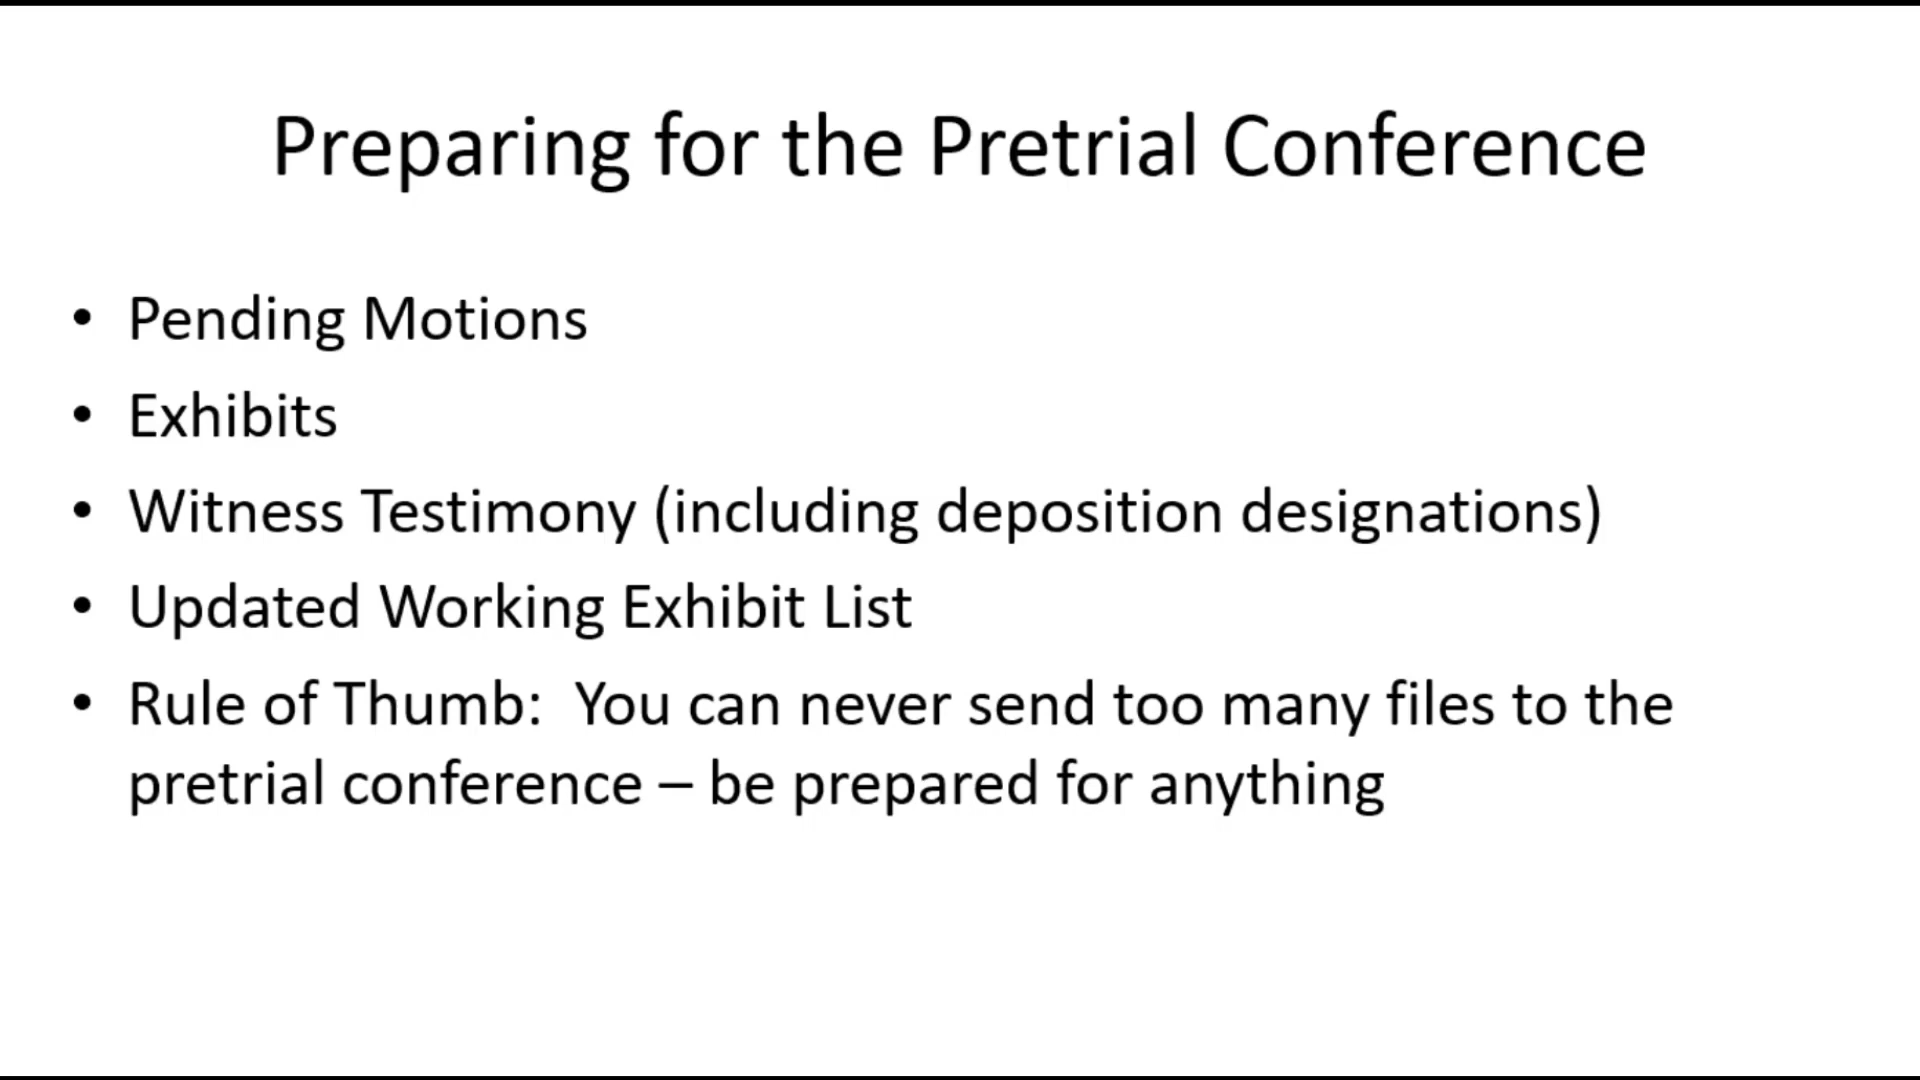 Preparing for the Pretrial Conference
• Pending Motions
• Exhibits
• Witness Testimony (including deposition designations)
• Updated Working Exhibit List
• Rule of Thumb:  You can never send too many files to the
pretrial conference – be prepared for anything